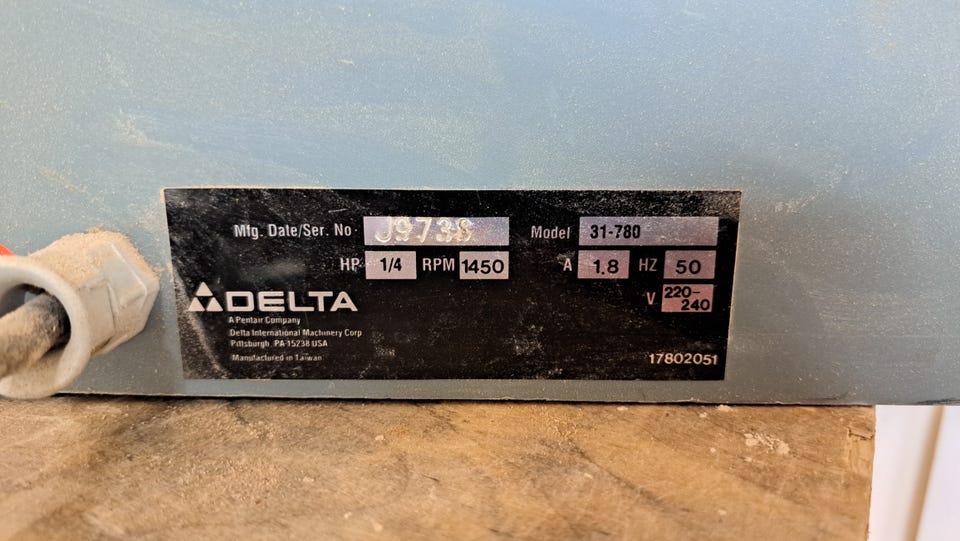 Mfg. Date/Ser. No. J9738 Model 31-780
HP 1/4 RPM 1450 A 1.8 HZ 50
V 220-240
DELTA
A Pentair Company
Delta International Machinery Corp
Pittsburgh, PA 15238 USA
Manufactured in Taiwan
17802051